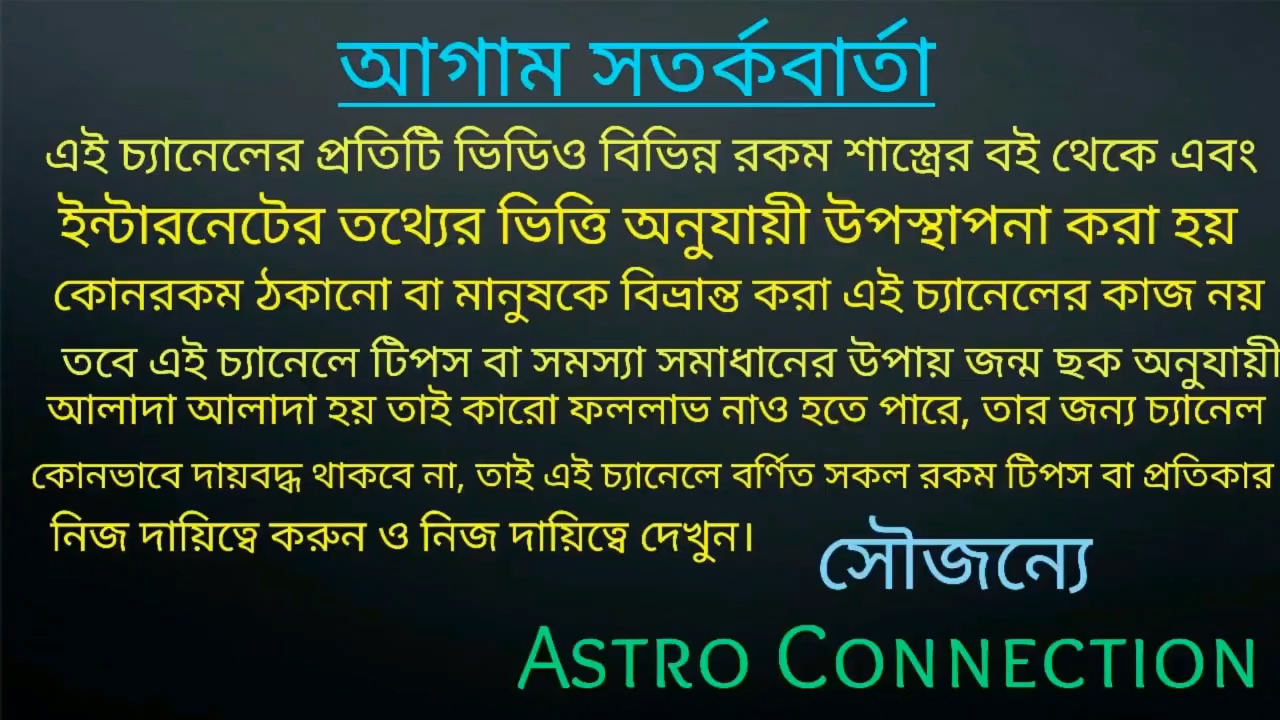 আগাম সতর্কবার্তা
এই চ্যানেলের প্রতিটি ভিডিও বিভিন্ন রকম শাস্ত্রের বই থেকে এবং
ইন্টারনেটের তথ্যের ভিত্তি অনুযায়ী উপস্থাপনা করা হয়
কোনরকম ঠকানো বা মানুষকে বিভ্রান্ত করা এই চ্যানেলের কাজ নয়
তবে এই চ্যানেলে টিপস বা সমস্যা সমাধানের উপায় জন্ম ছক অনুযায়ী
আলাদা আলাদা হয় তাই কারো ফললাভ নাও হতে পারে, তার জন্য চ্যানেল
কোনভাবে দায়বদ্ধ থাকবে না, তাই এই চ্যানেলে বর্ণিত সকল রকম টিপস বা প্রতিকার
নিজ দায়িত্বে করুন ও নিজ দায়িত্বে দেখুন।
সৌজন্যে
ASTRO CONNECTION